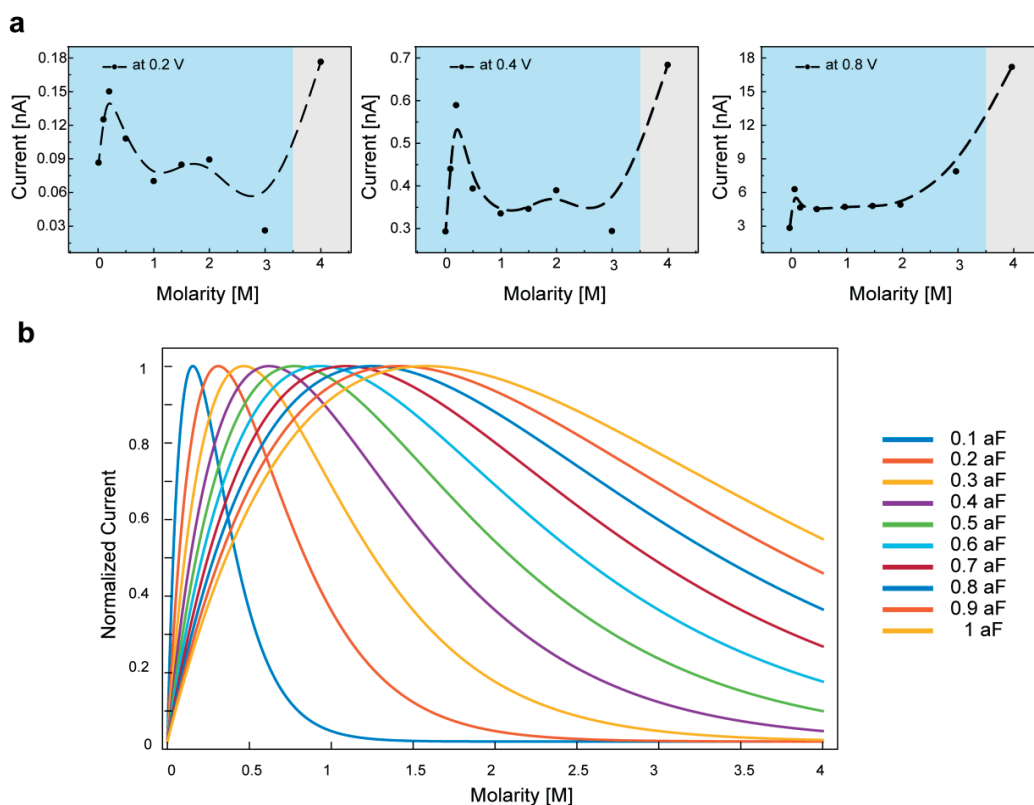 a
at 0.2 V
0.18
0.15
0.12
0.09
0.06
0.03
Current [nA]
0 1 2 3 4
Molarity [M]
at 0.4 V
0.7
0.6
0.5
0.4
0.3
Current [nA]
0 1 2 3 4
Molarity [M]
at 0.8 V
18
15
12
9
6
3
Current [nA]
0 1 2 3 4
Molarity [M]
b
1
0.8
0.6
0.4
0.2
0
Normalized Current
0 0.5 1 1.5 2 2.5 3 3.5 4
Molarity [M]
0.1 aF
0.2 aF
0.3 aF
0.4 aF
0.5 aF
0.6 aF
0.7 aF
0.8 aF
0.9 aF
1 aF